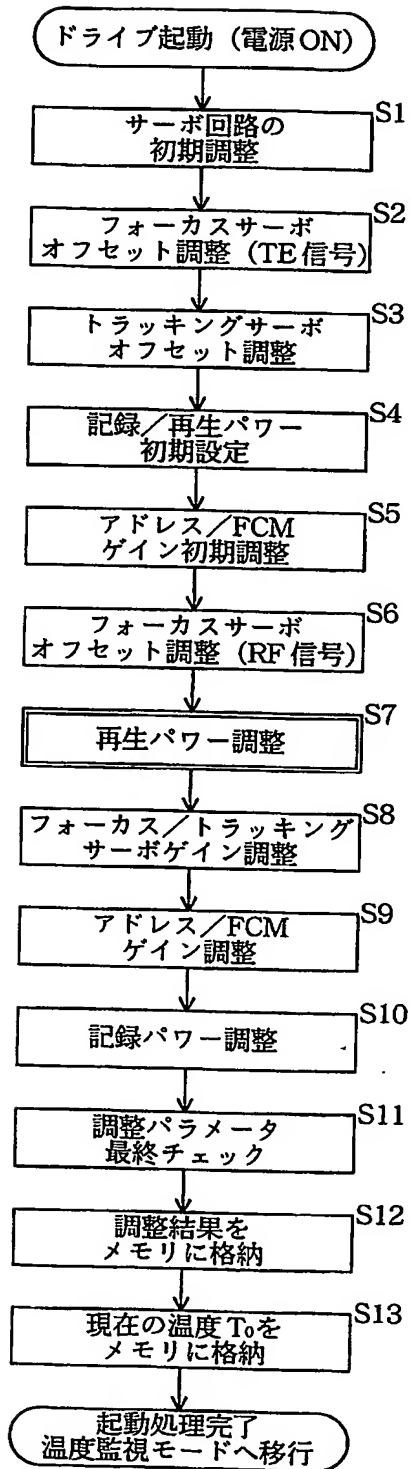 ドライブ起動（電源ON）
S1
サーボ回路の
初期調整
S2
フォーカスサーボ
オフセット調整（TE信号）
S3
トラッキングサーボ
オフセット調整
S4
記録／再生パワー
初期設定
S5
アドレス／FCM
ゲイン初期調整
S6
フォーカスサーボ
オフセット調整（RF信号）
S7
再生パワー調整
S8
フォーカス／トラッキング
サーボゲイン調整
S9
アドレス／FCM
ゲイン調整
S10
記録パワー調整
S11
調整パラメータ
最終チェック
S12
調整結果を
メモリに格納
S13
現在の温度T₀を
メモリに格納
起動処理完了
温度監視モードへ移行